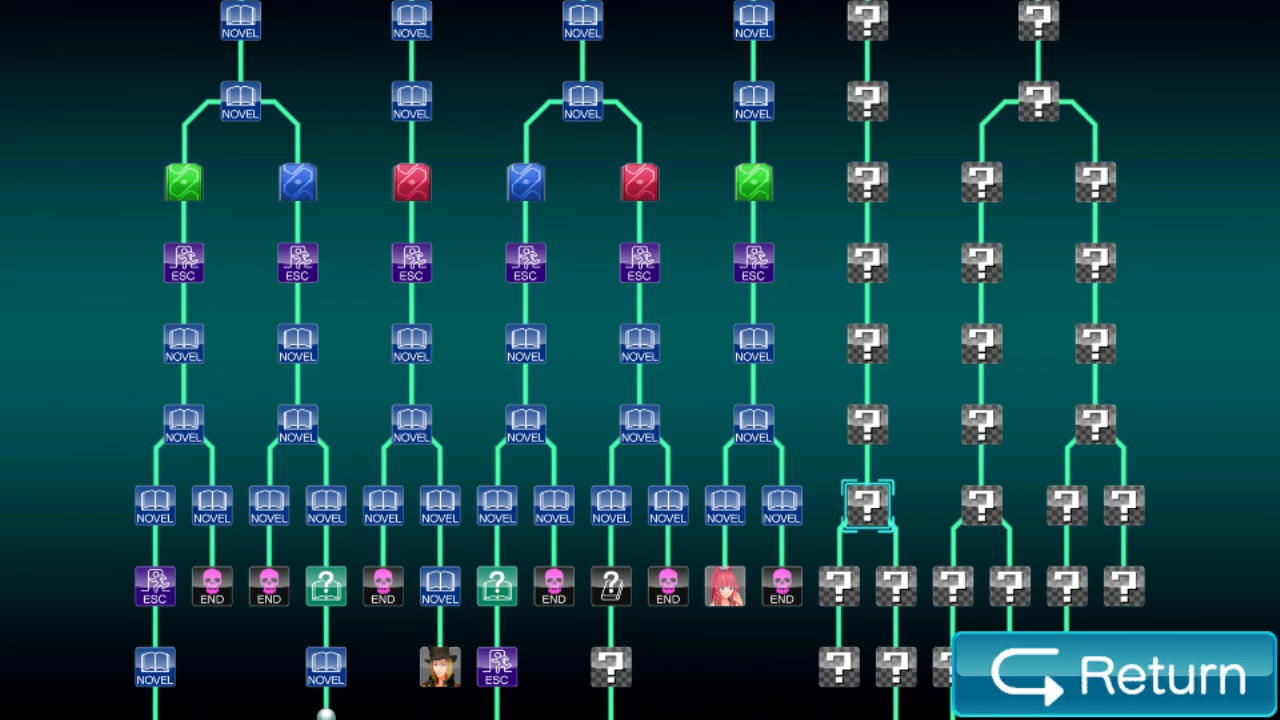 NOVEL NOVEL NOVEL NOVEL ? ?
NOVEL NOVEL NOVEL NOVEL ? ?
? ? ?
ESC ESC ESC ESC ESC ESC ? ? ?
NOVEL NOVEL NOVEL NOVEL NOVEL NOVEL ? ? ?
NOVEL NOVEL NOVEL NOVEL NOVEL NOVEL ? ? ?
NOVEL NOVEL NOVEL NOVEL NOVEL NOVEL NOVEL NOVEL NOVEL NOVEL NOVEL NOVEL ? ? ? ?
ESC END END ? END NOVEL ? END ? END END ? ? ? ? ? ?
NOVEL NOVEL ESC ? ? ? ?
Return